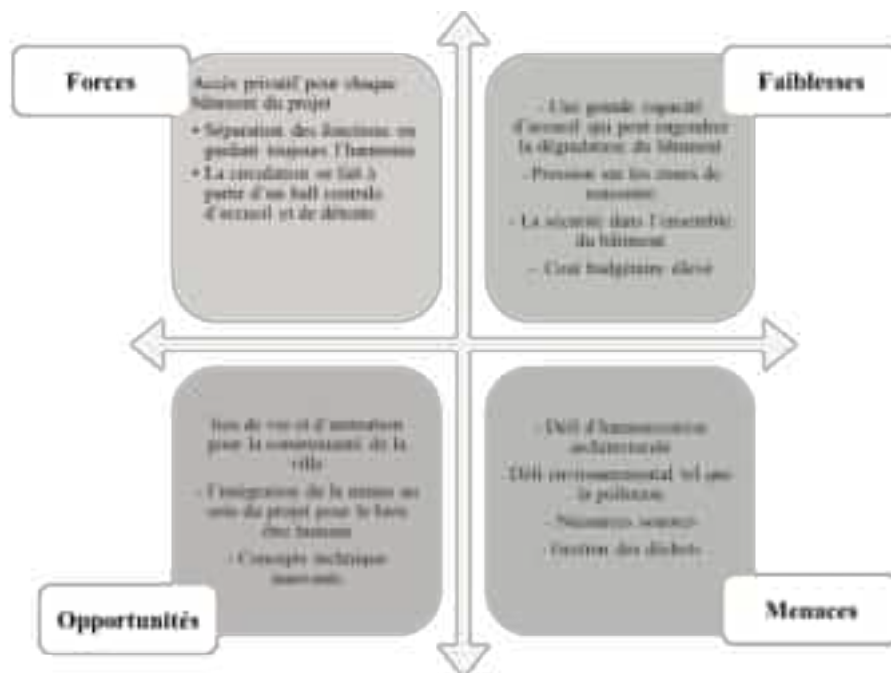 Forces
Accès privatif pour chaque
bâtiment du projet
• Séparation des fonctions en
gardant toujours l'harmonie
• La circulation se fait à
partir d'un hall centrale
d'accueil et de détente
Faiblesses
- Une grande capacité
d'accueil qui peut engendrer
la dégradation du bâtiment
- Pression sur les zones de
rencontre
- La sécurité dans l'ensemble
du bâtiment
- Cout budgétaire élevé
de vie et d'animation
pour la communauté de la
ville
- l'intégration de la nature au
sein du projet pour le bien
être humain
- Concepts technique
innovants
Opportunités
- Défi d'harmonisation
architecturale
Défi environnemental tel que
la pollution
- Nuisances sonores
- Gestion des déchets
Menaces